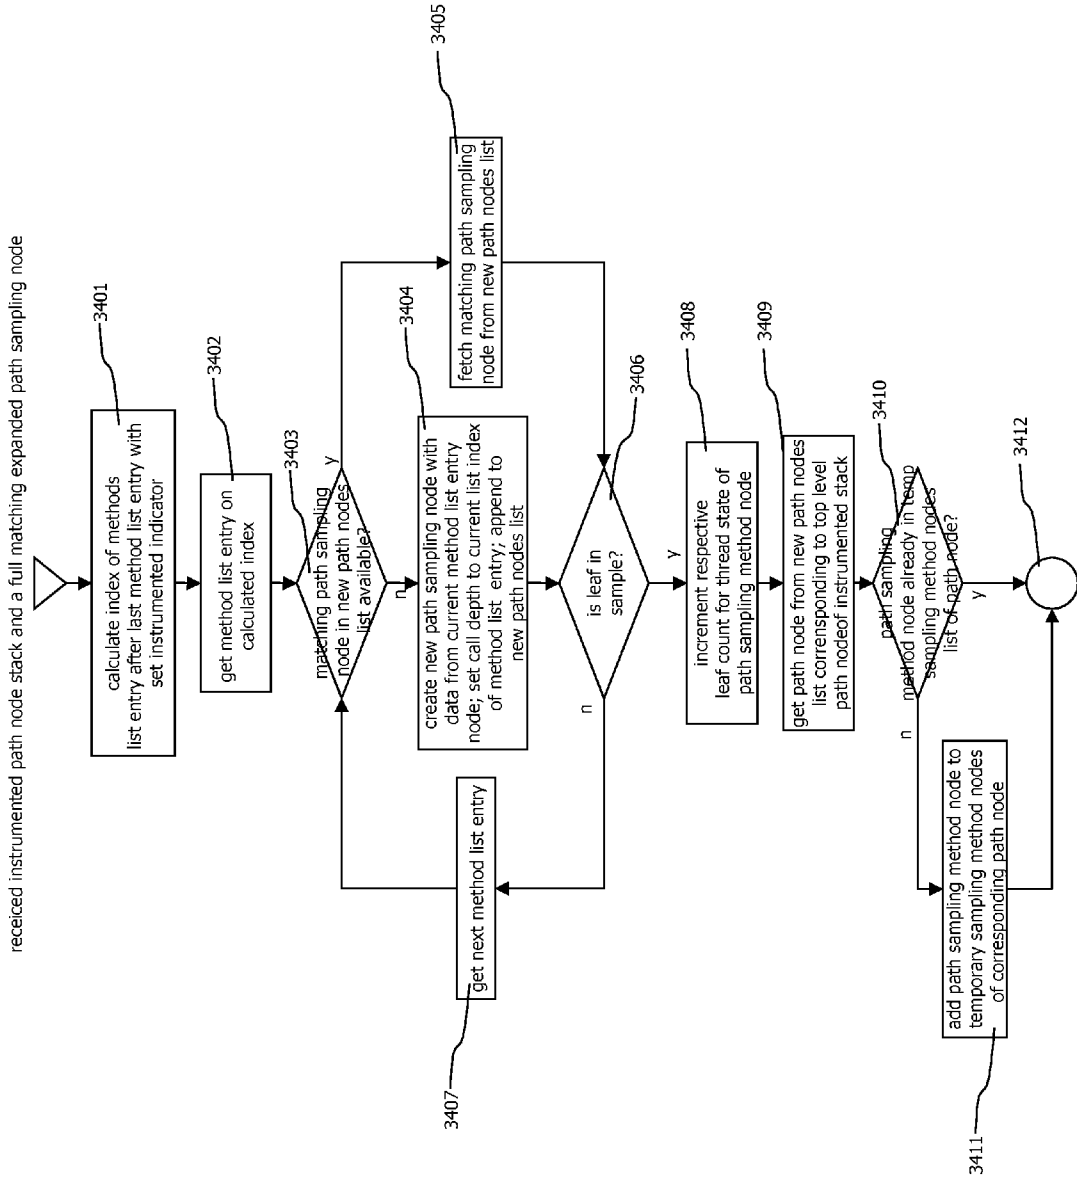 receiced instrumented path node stack and a full matching expanded path sampling node
3401
calculate index of methods
list entry after last method list entry with
set instrumented indicator
3402
get method list entry on
calculated index
3403
matching path sampling
node in new path nodes
list available?
y
n
3404
create new path sampling node with
data from current method list entry
node; set call depth to current list index
of method list entry; append to
new path nodes list
3405
fetch matching path sampling
node from new path nodes list
3406
is leaf in
sample?
n
y
3407
get next method list entry
3408
increment respective
leaf count for thread state of
path sampling method node
3409
get path node from new path nodes
list corrensponding to top level
path nodeof instrumented stack
3410
path sampling
method node already in temp
sampling method nodes
list of path node?
n
y
3411
add path sampling method node to
temporary sampling method nodes
of corresponding path node
3412